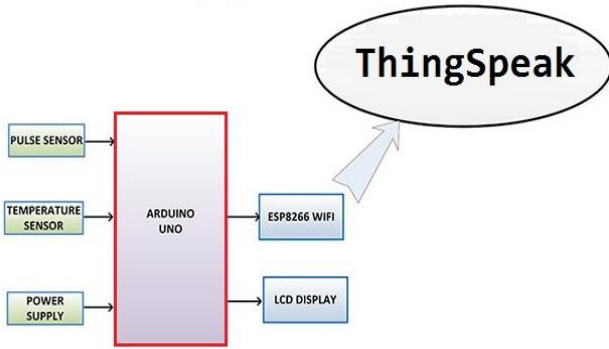 ThingSpeak
PULSE SENSOR
TEMPERATURE
SENSOR
POWER
SUPPLY
ARDUINO
UNO
ESP8266 WIFI
LCD DISPLAY